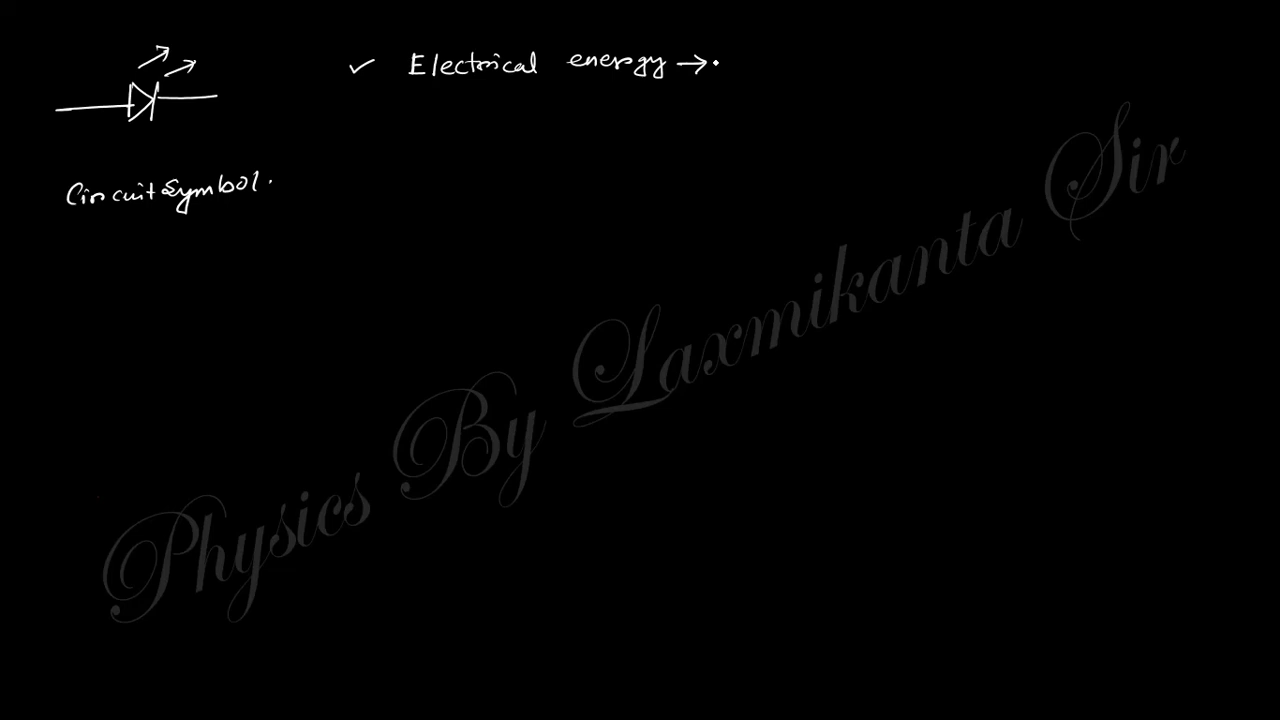 ✓ Electrical energy →
Circuit Symbol.
Physics By Laxmikanta Sir